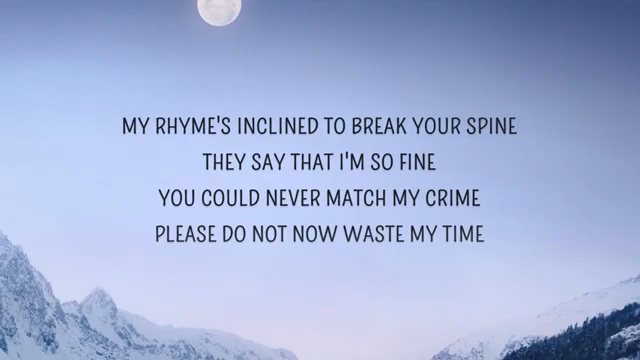 MY RHYME'S INCLINED TO BREAK YOUR SPINE
THEY SAY THAT I'M SO FINE
YOU COULD NEVER MATCH MY CRIME
PLEASE DO NOT NOW WASTE MY TIME